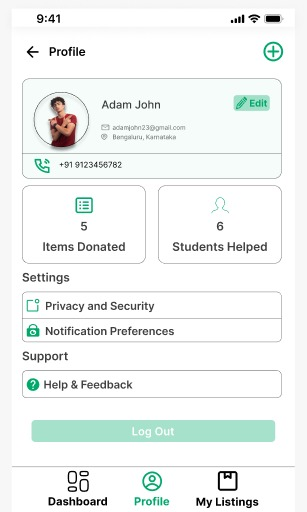 9:41
Profile
Adam John
Edit
adamjohn23@gmail.com
Bengaluru, Karnataka
+91 9123456782
5
Items Donated
6
Students Helped
Settings
Privacy and Security
Notification Preferences
Support
Help & Feedback
Log Out
Dashboard
Profile
My Listings